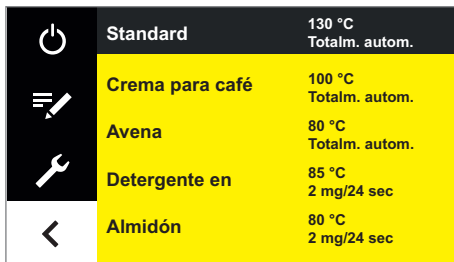 Standard 130 °C
Totalm. autom.
Crema para café 100 °C
Totalm. autom.
Avena 80 °C
Totalm. autom.
Detergente en 85 °C
2 mg/24 sec
Almidón 80 °C
2 mg/24 sec